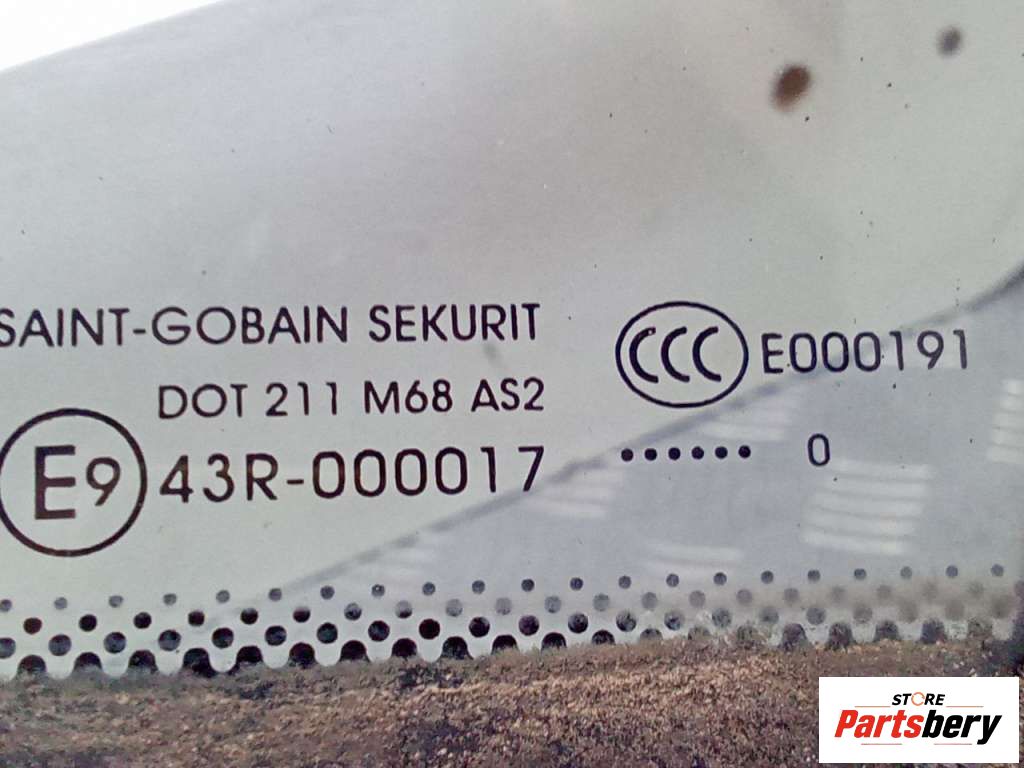 SAINT-GOBAIN SEKURIT
DOT 211 M68 AS2
E9 43R-000017
CCC E000191
...... 0
STORE
Partsbery